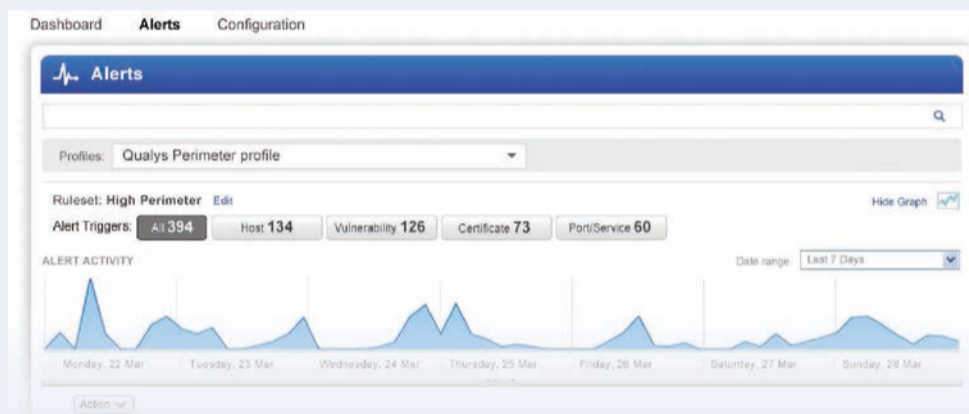 Dashboard Alerts Configuration
Alerts
Profiles: Qualys Perimeter profile
Ruleset: High Perimeter Edit Hide Graph
Alert Triggers: All 394 Host 134 Vulnerability 126 Certificate 73 Port/Service 60
ALERT ACTIVITY Date range: Last 7 Days
Monday, 22 Mar Tuesday, 23 Mar Wednesday, 24 Mar Thursday, 25 Mar Friday, 26 Mar Saturday, 27 Mar Sunday, 28 Mar
Action